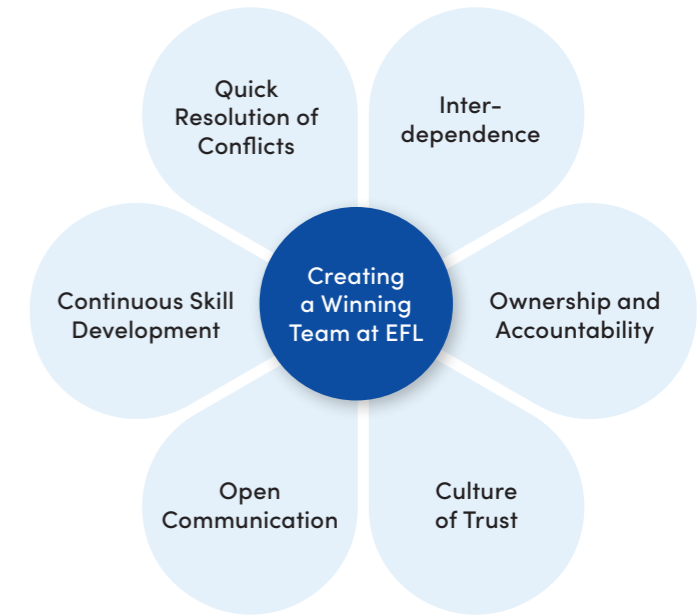 Quick
Resolution of
Conflicts
Inter-
dependence
Continuous Skill
Development
Creating
a Winning
Team at EFL
Ownership and
Accountability
Open
Communication
Culture
of Trust